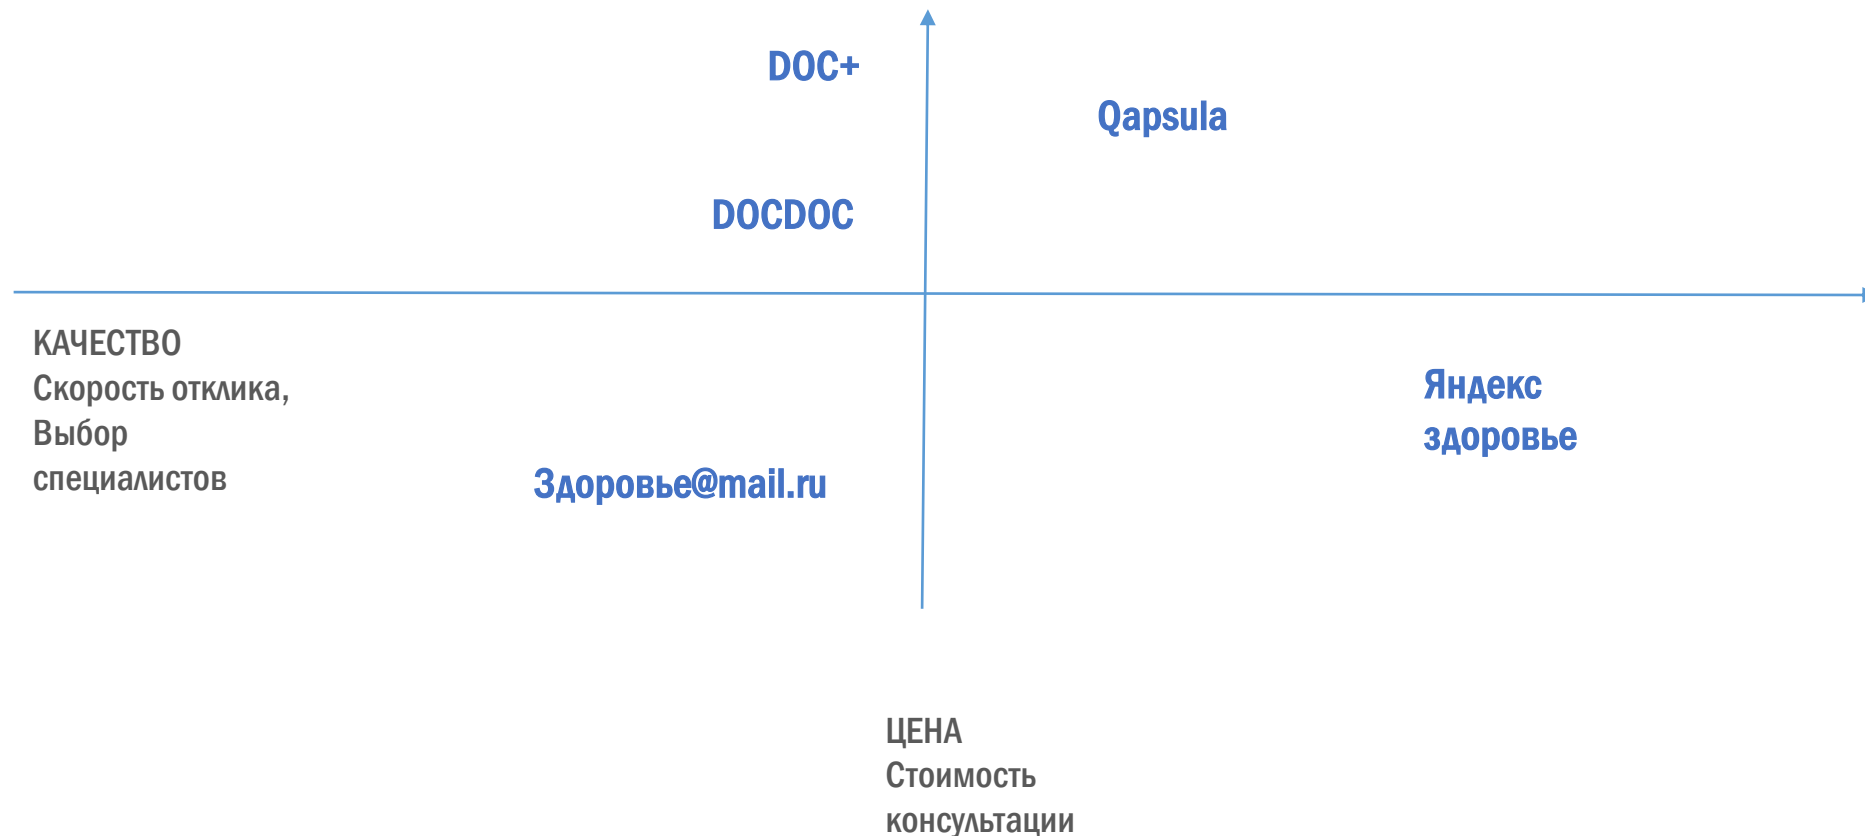 DOC+
Qapsula
DOCDOC
КАЧЕСТВО
Скорость отклика,
Выбор
специалистов
Яндекс
здоровье
Здоровье@mail.ru
ЦЕНА
Стоимость
консультации